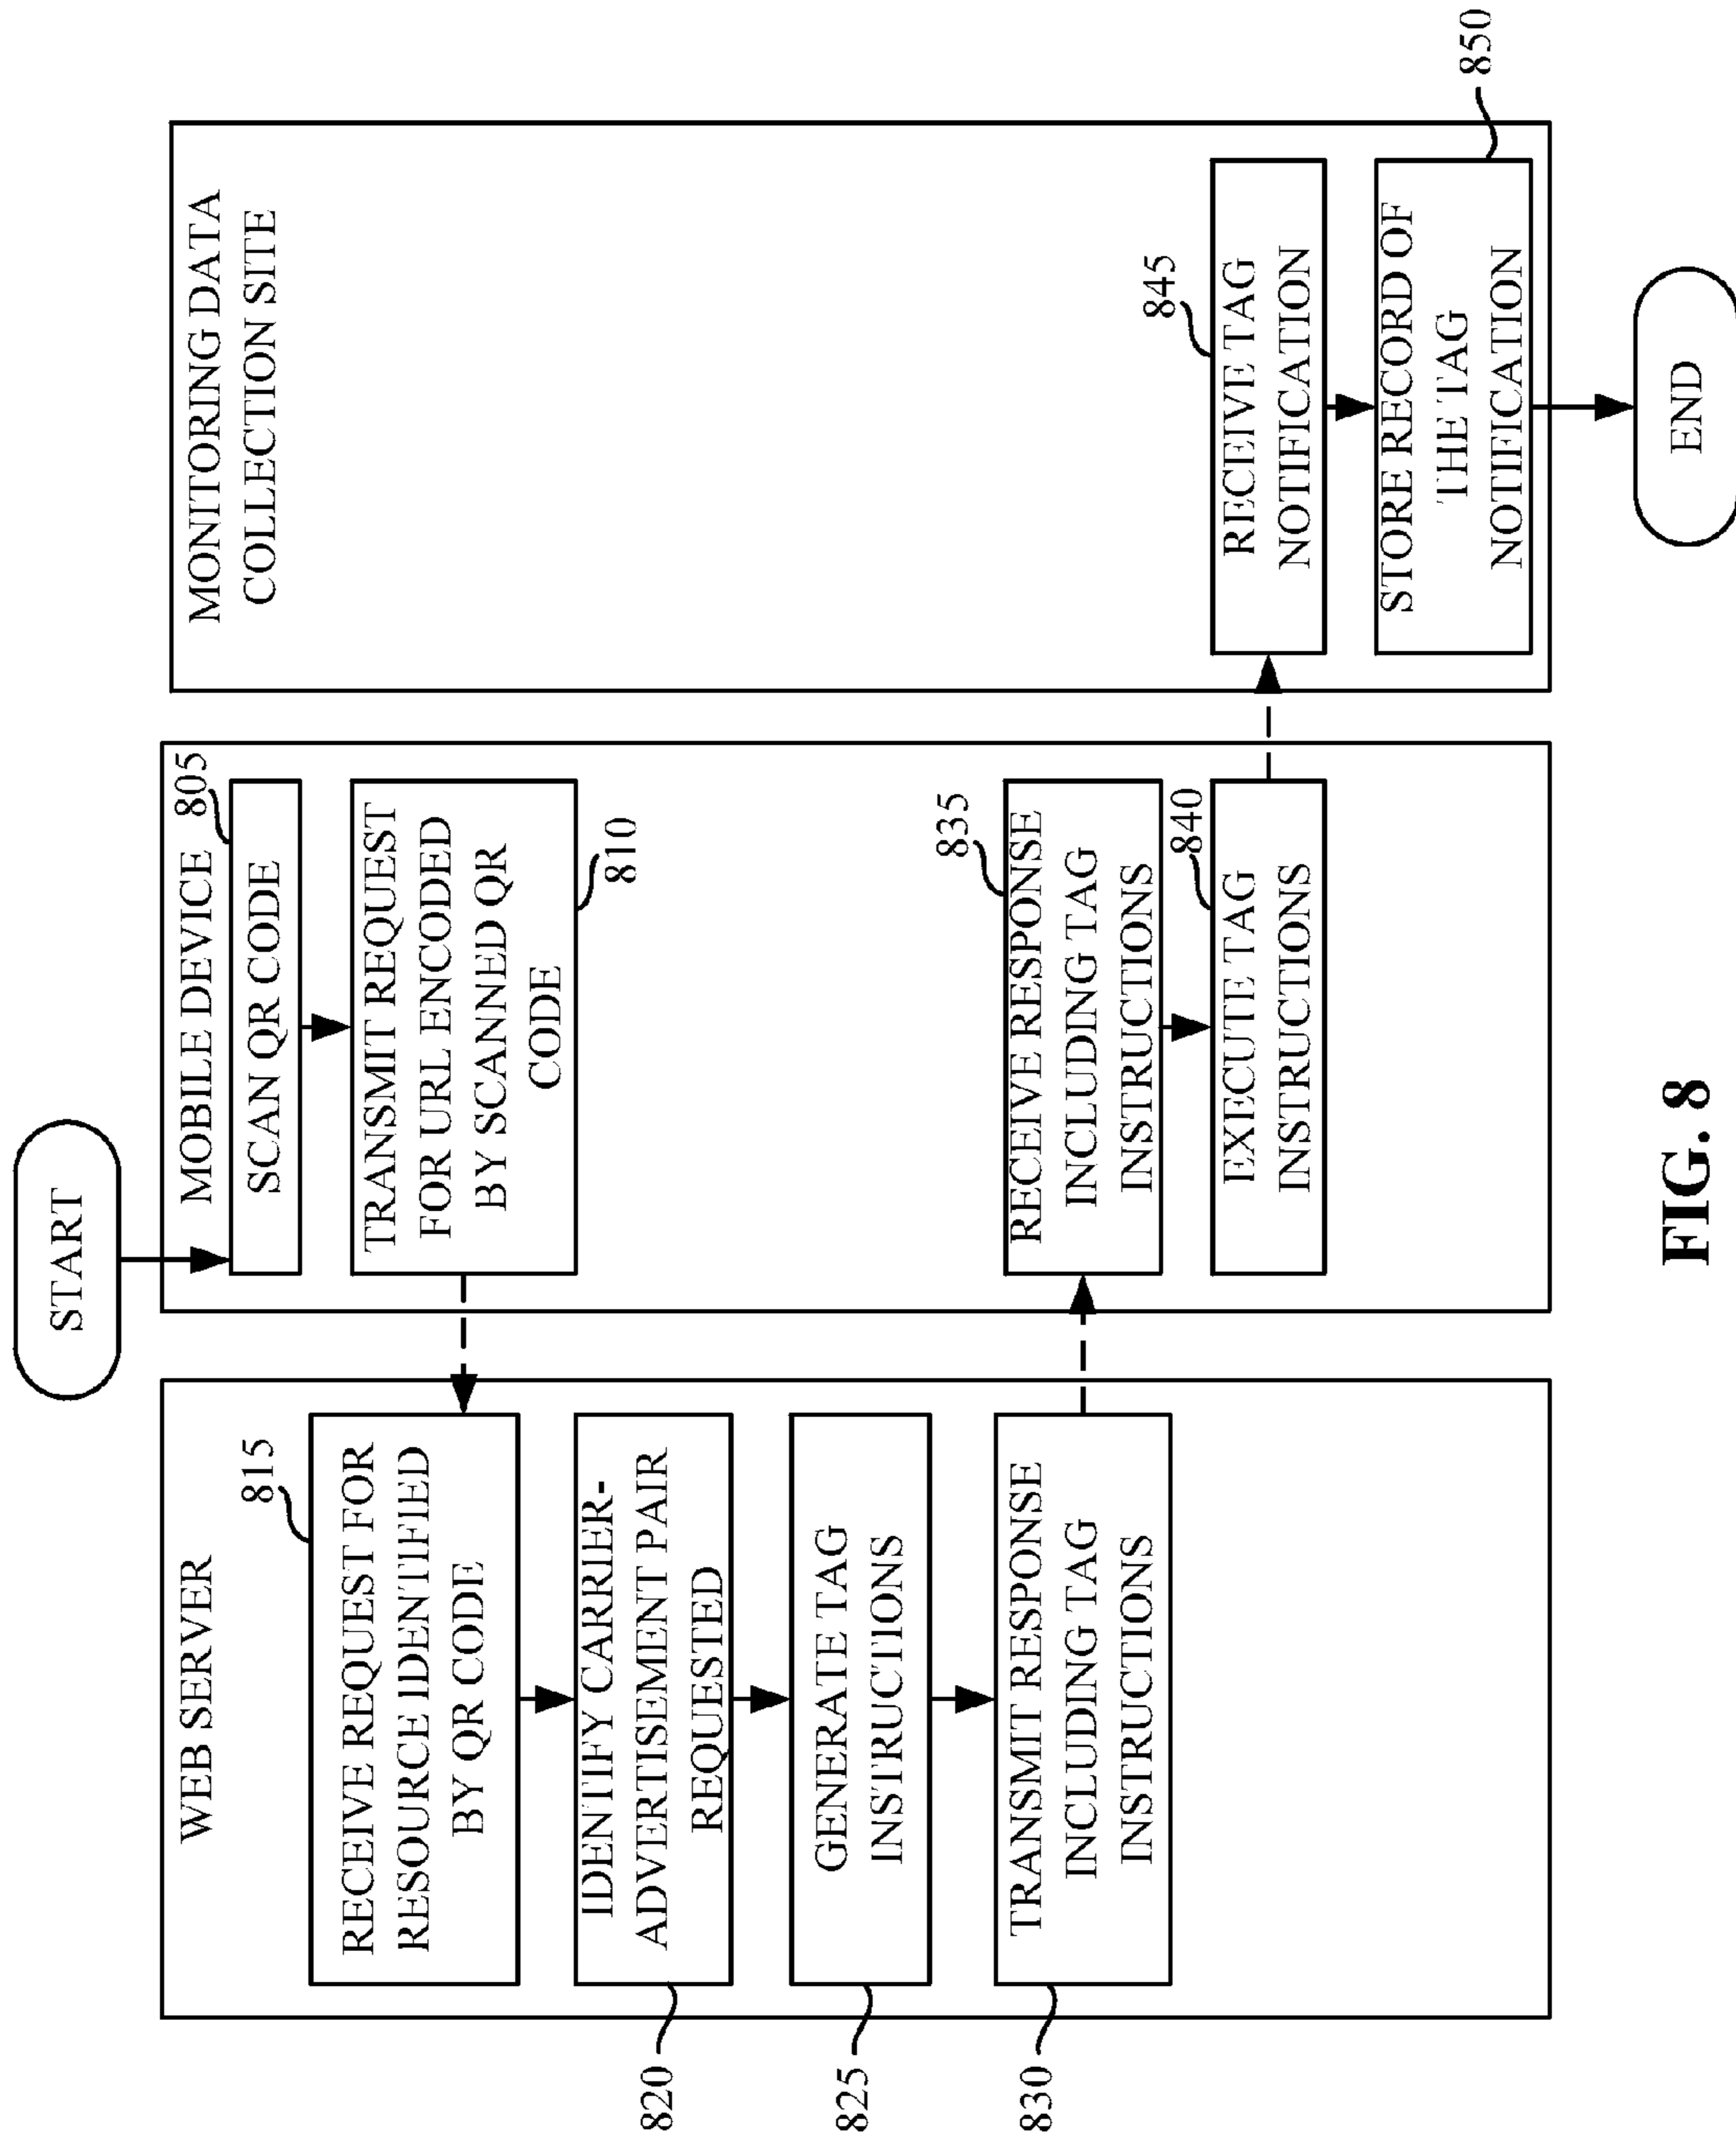 START
WEB SERVER
815
RECEIVE REQUEST FOR
RESOURCE IDENTIFIED
BY QR CODE
820
IDENTIFY CARRIER-
ADVERTISEMENT PAIR
REQUESTED
825
GENERATE TAG
INSTRUCTIONS
830
TRANSMIT RESPONSE
INCLUDING TAG
INSTRUCTIONS
MOBILE DEVICE
805
SCAN QR CODE
TRANSMIT REQUEST
FOR URL ENCODED
BY SCANNED QR
CODE
810
835
RECEIVE RESPONSE
INCLUDING TAG
INSTRUCTIONS
840
EXECUTE TAG
INSTRUCTIONS
MONITORING DATA
COLLECTION SITE
845
RECEIVE TAG
NOTIFICATION
STORE RECORD OF
THE TAG
NOTIFICATION
850
END
FIG. 8